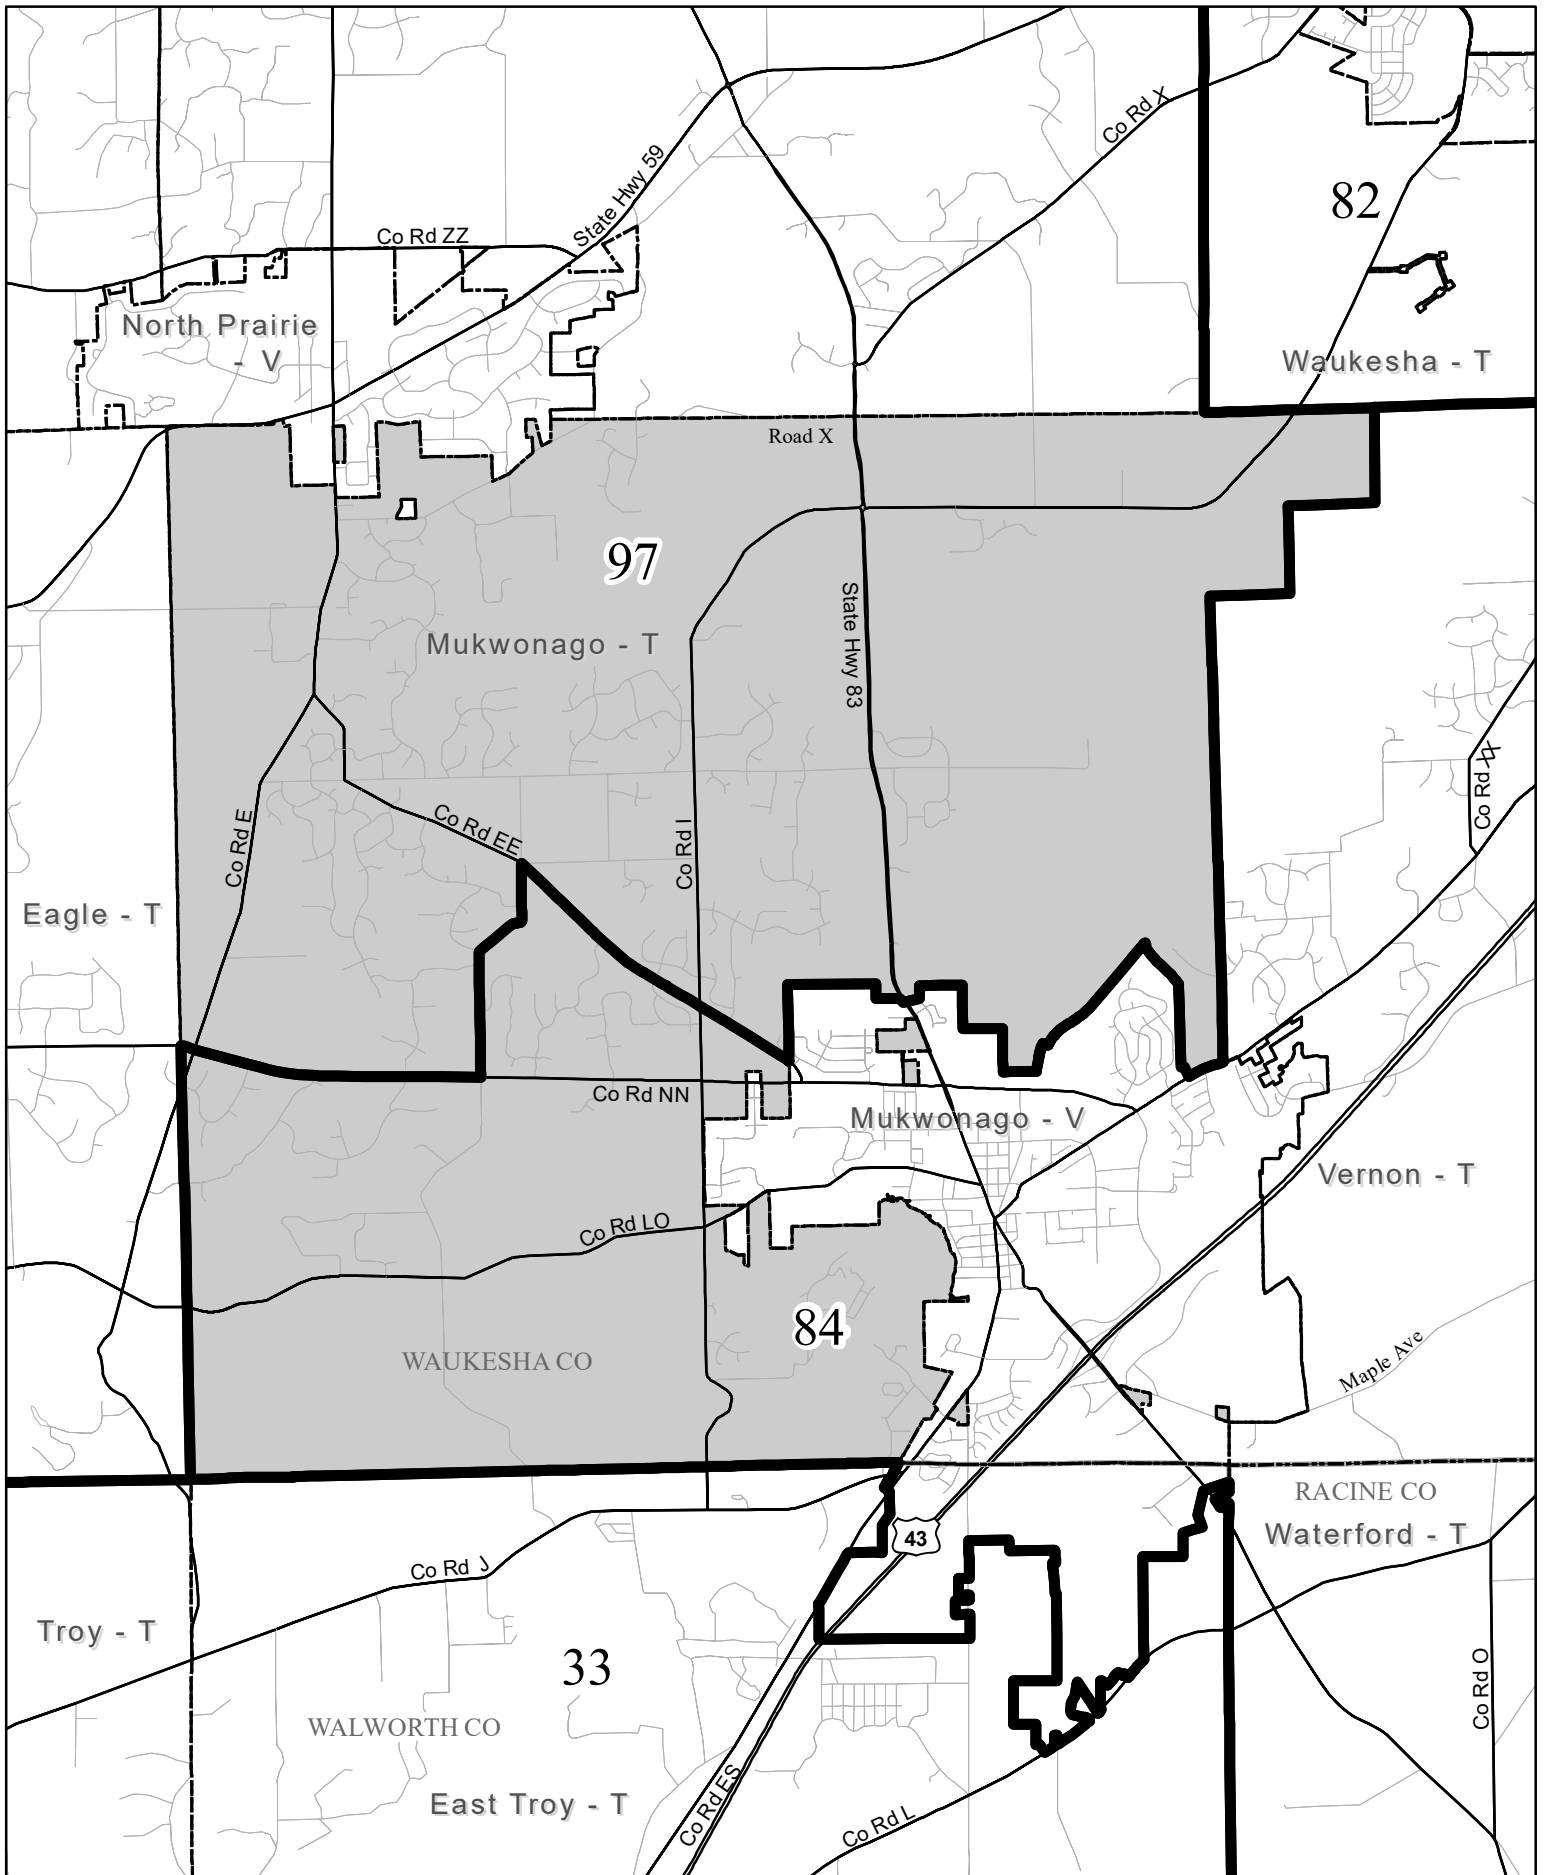 Co Rd X
State Hwy 59
82
Co Rd ZZ
North Prairie
- V
Waukesha - T
Road X
97
State Hwy 83
Mukwonago - T
Co Rd XX
Co Rd E
Co Rd EE
Co Rd I
Eagle - T
Co Rd NN
Mukwonago - V
Vernon - T
Co Rd LO
84
WAUKESHA CO
Maple Ave
RACINE CO
Waterford - T
43
Co Rd J
Troy - T
33
Co Rd O
WALWORTH CO
East Troy - T
Co Rd ES
Co Rd L